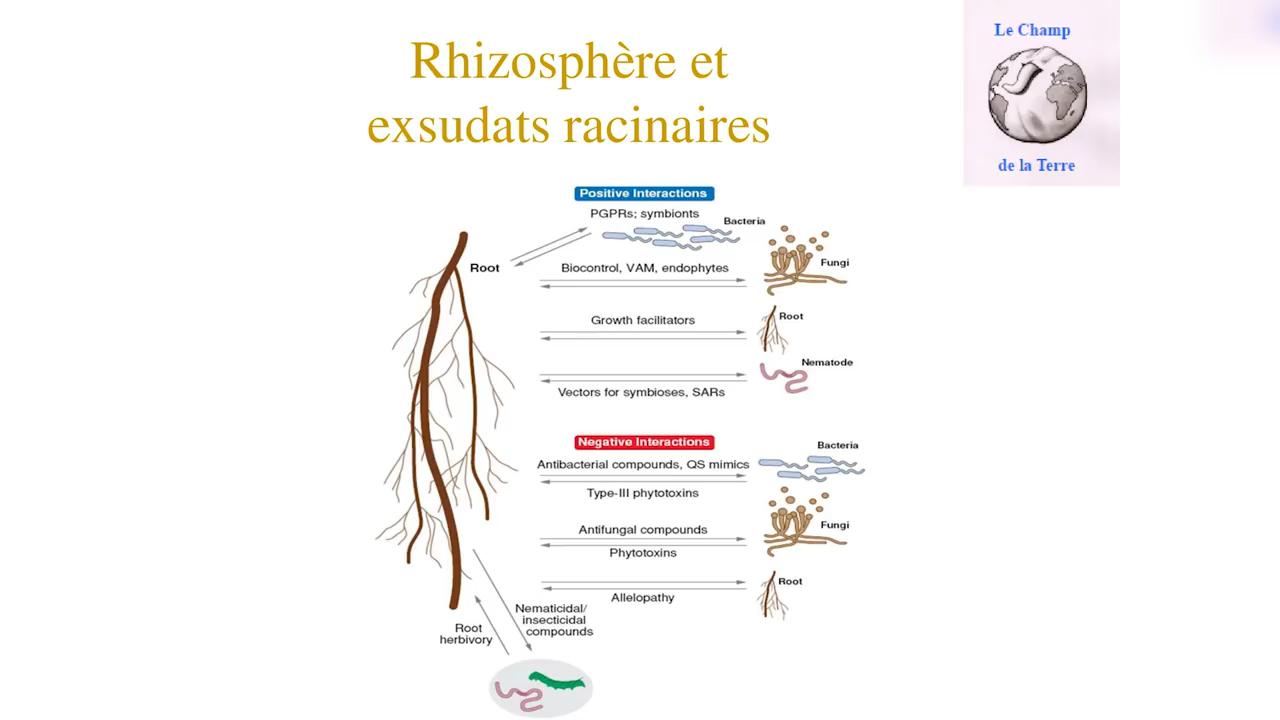 Rhizosphère et
exsudats racinaires
Le Champ
de la Terre
Positive Interactions
PGPRs; symbionts
Bacteria
Root
Biocontrol, VAM, endophytes
Fungi
Growth facilitators
Root
Nematode
Vectors for symbioses, SARs
Negative Interactions
Bacteria
Antibacterial compounds, QS mimics
Type-III phytotoxins
Antifungal compounds
Fungi
Phytotoxins
Root
Allelopathy
Nematicidal/
insecticidal
compounds
Root
herbivory